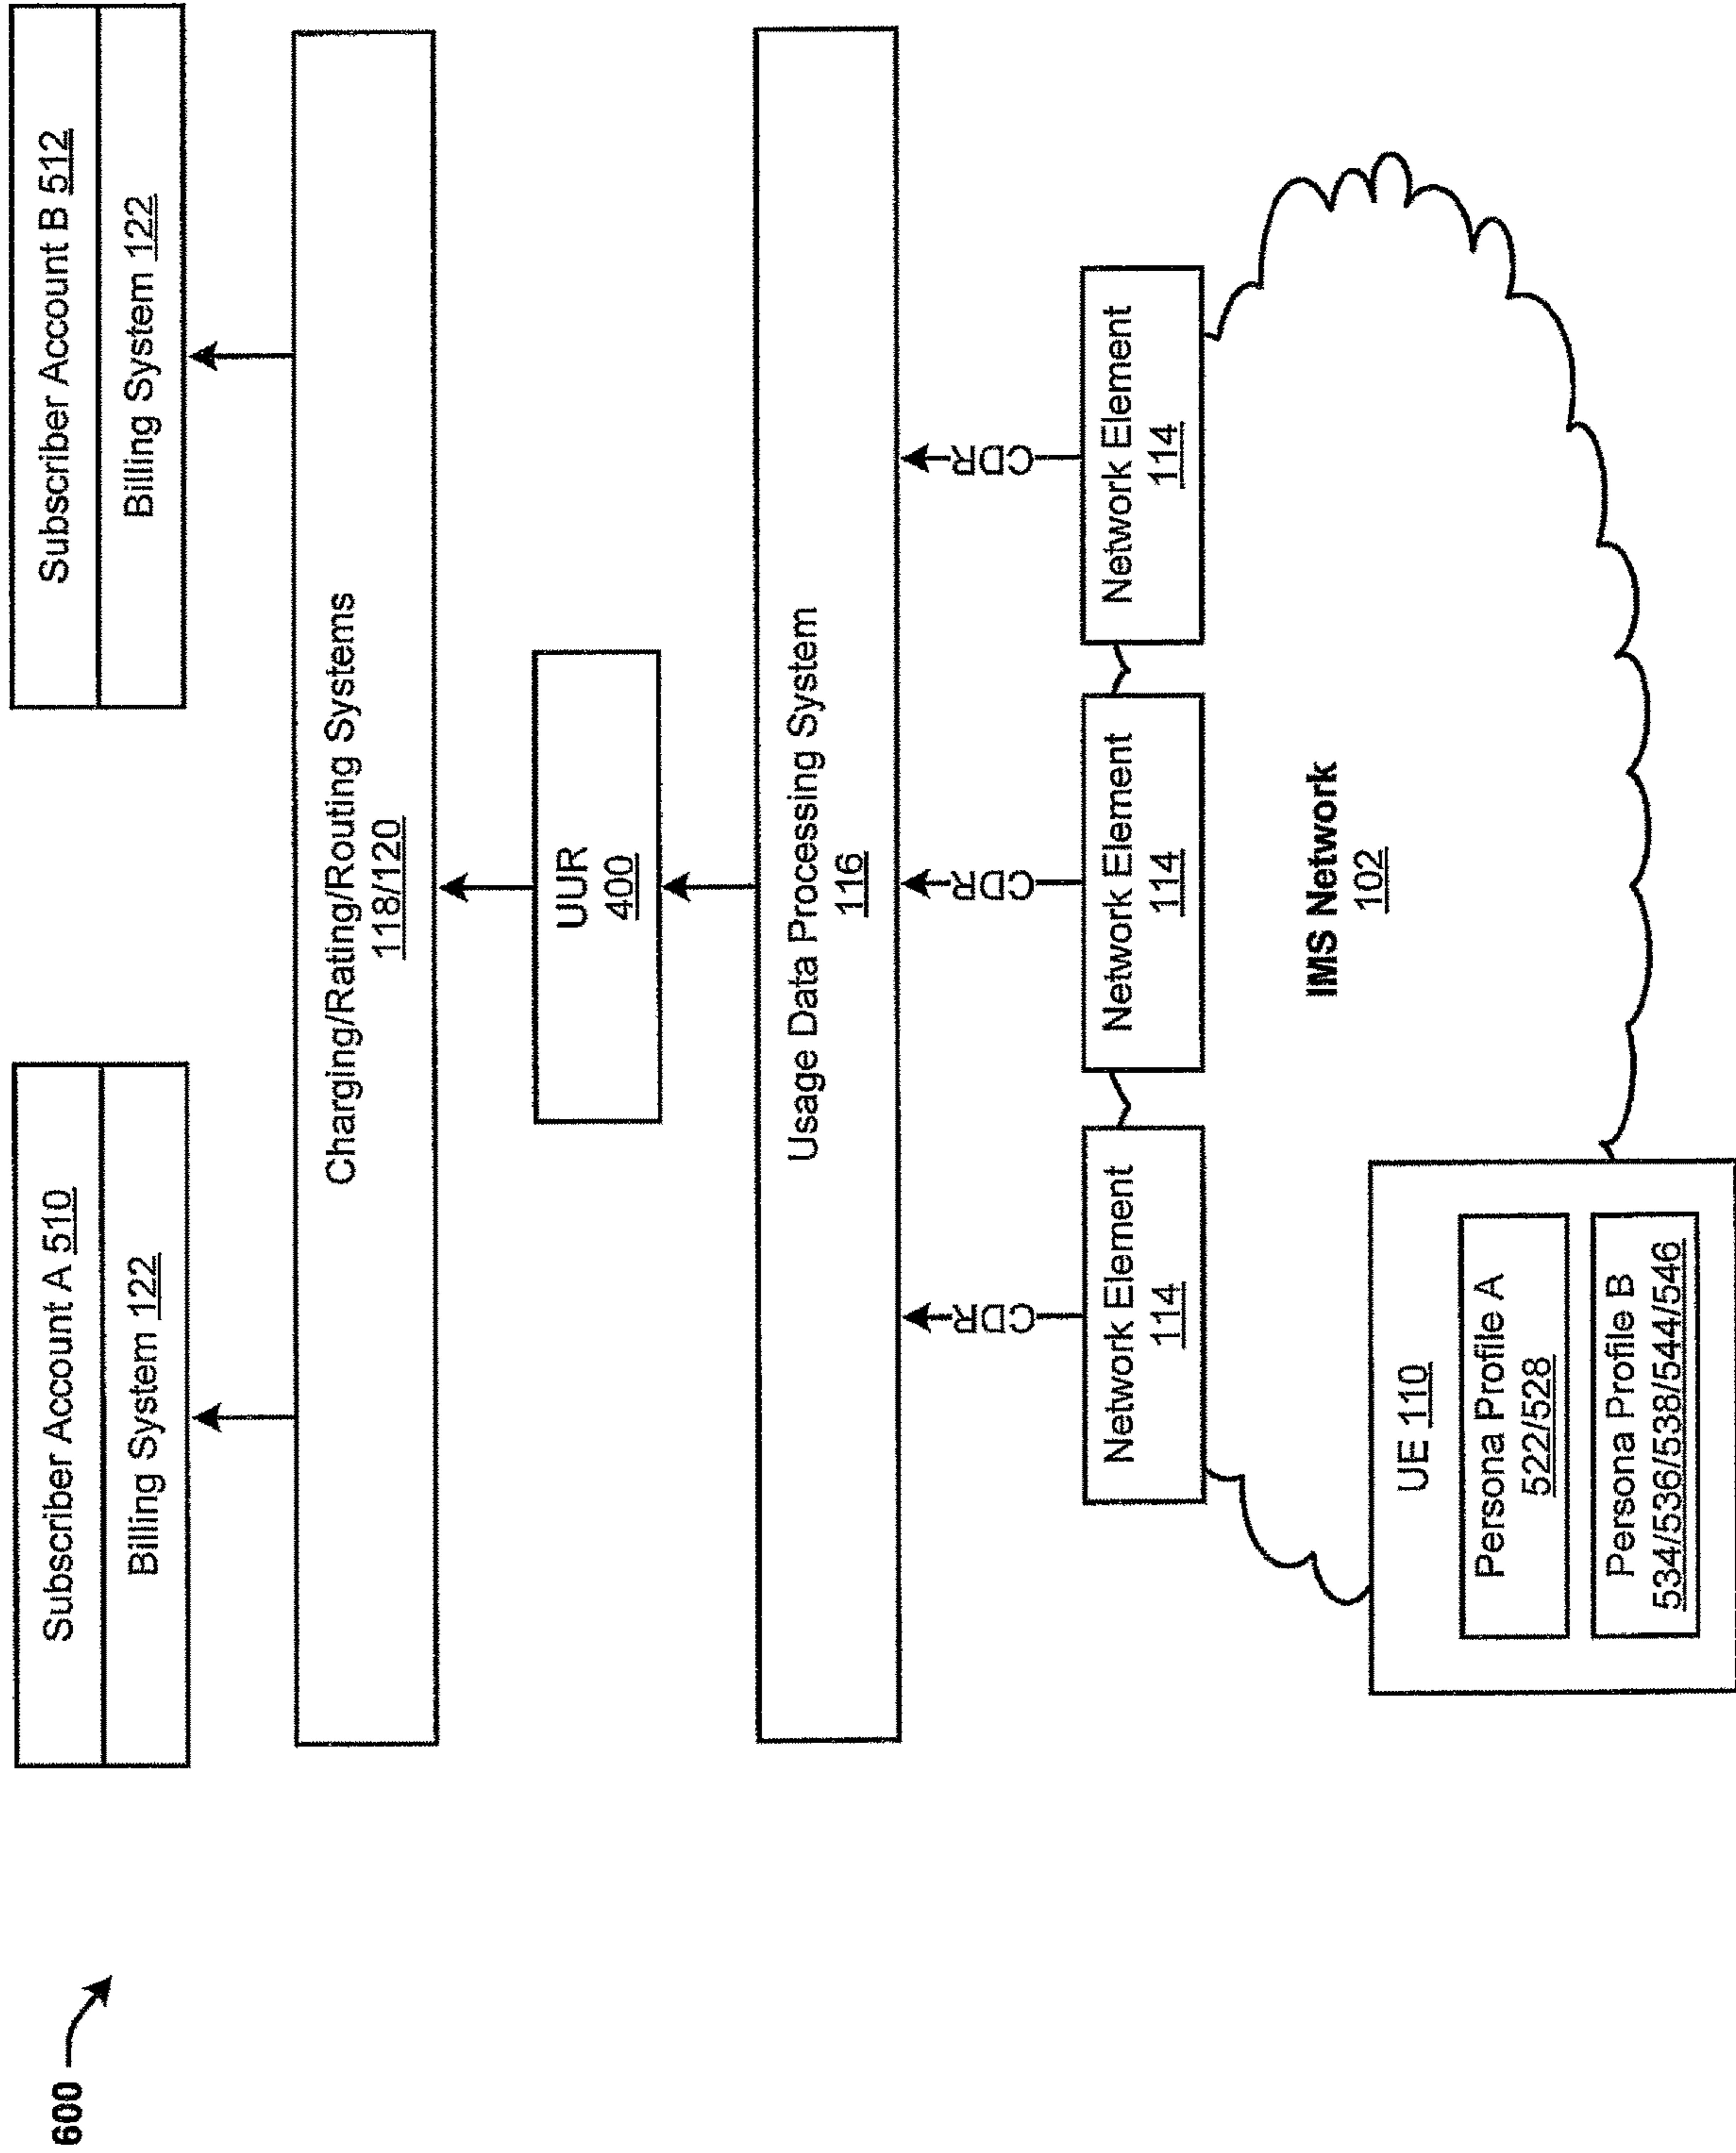 600
Subscriber Account A 510
Billing System 122
Subscriber Account B 512
Billing System 122
Charging/Rating/Routing Systems
118/120
UUR
400
Usage Data Processing System
116
CDR
CDR
CDR
Network Element
114
Network Element
114
Network Element
114
IMS Network
102
UE 110
Persona Profile A
522/528
Persona Profile B
534/536/538/544/546